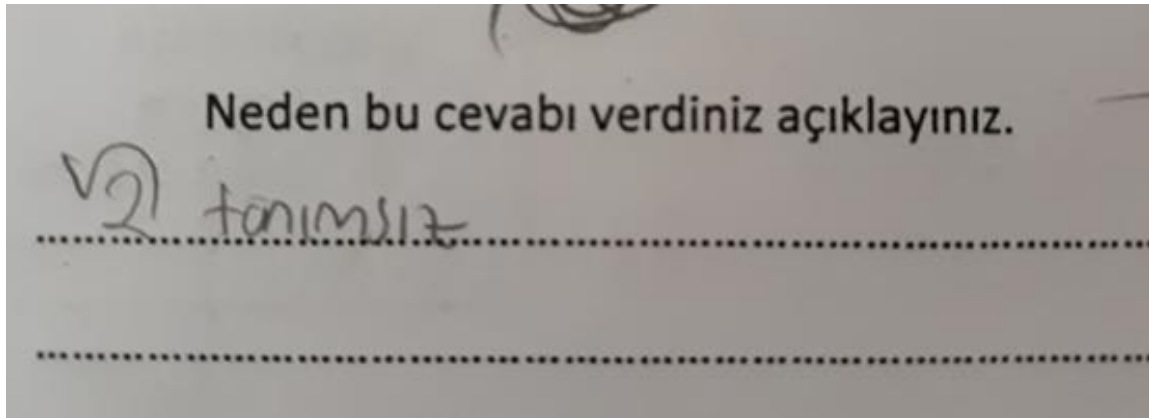 Neden bu cevabı verdiniz açıklayınız.
√2 tanımsız